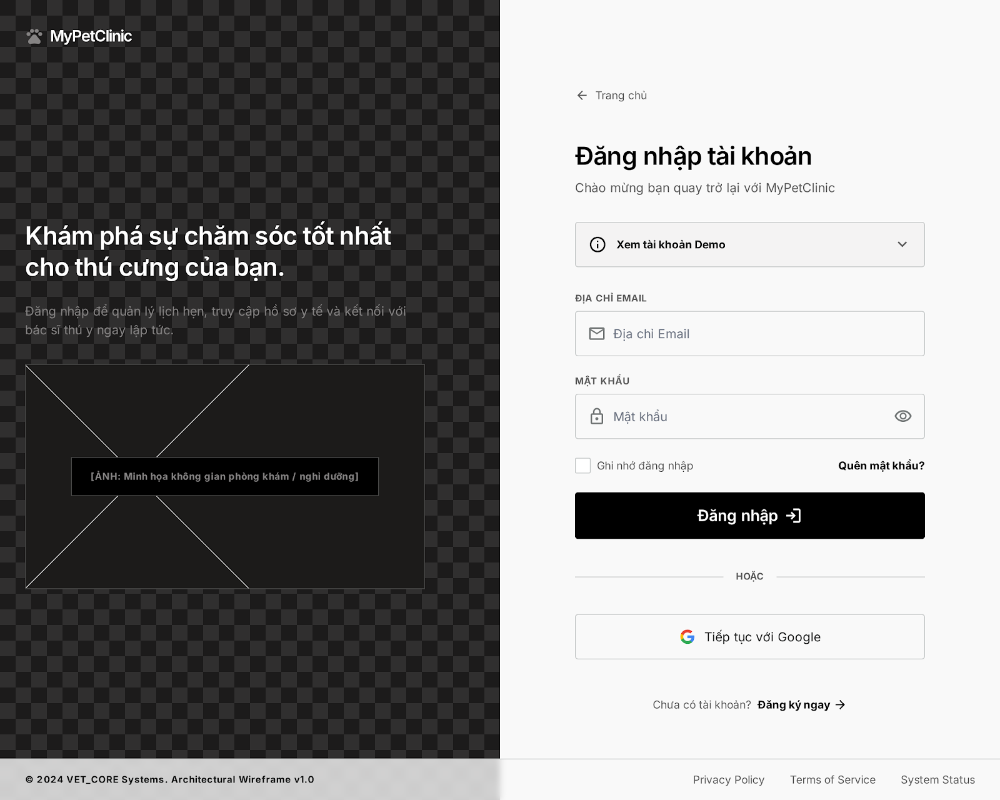 MyPetClinic
Khám phá sự chăm sóc tốt nhất
cho thú cưng của bạn.
Đăng nhập để quản lý lịch hẹn, truy cập hồ sơ y tế và kết nối với
bác sĩ thú y ngay lập tức.
[ẢNH: Minh họa không gian phòng khám / nghỉ dưỡng]
Trang chủ
Đăng nhập tài khoản
Chào mừng bạn quay trở lại với MyPetClinic
Xem tài khoản Demo
ĐỊA CHỈ EMAIL
Địa chỉ Email
MẬT KHẨU
Mật khẩu
Ghi nhớ đăng nhập
Quên mật khẩu?
Đăng nhập
HOẶC
Tiếp tục với Google
Chưa có tài khoản? Đăng ký ngay
© 2024 VET_CORE Systems. Architectural Wireframe v1.0
Privacy Policy
Terms of Service
System Status